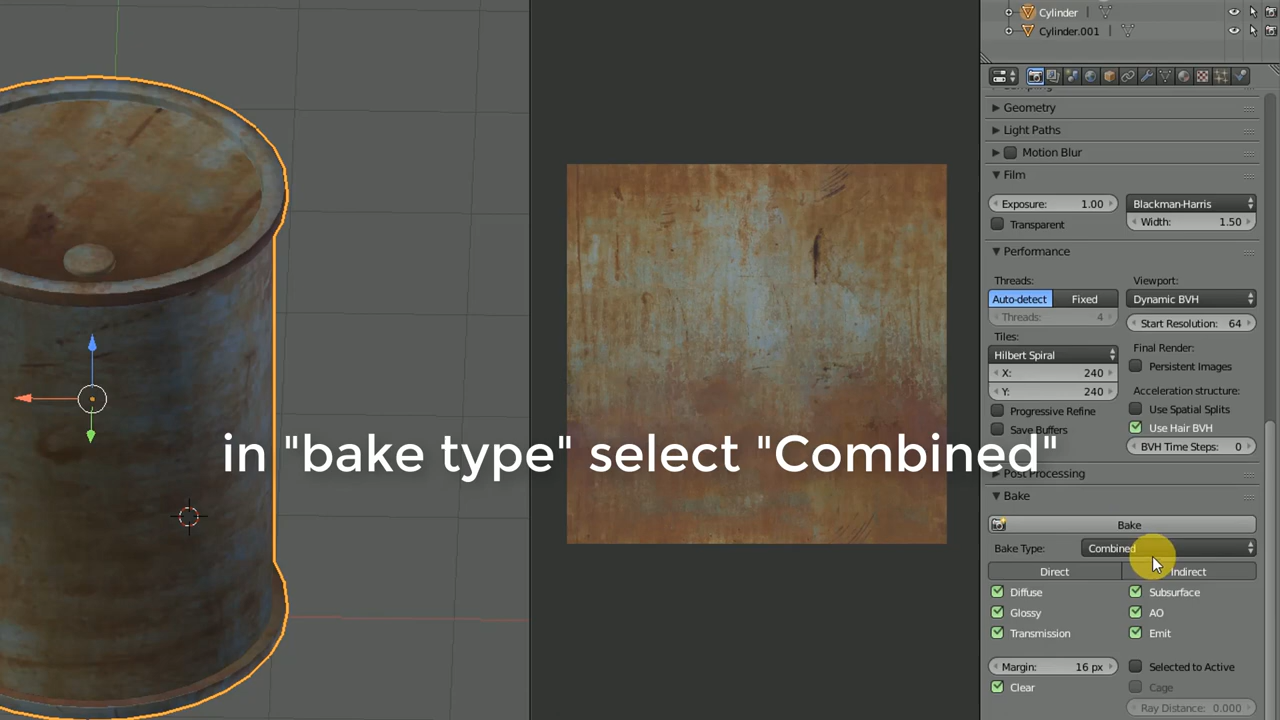 Cylinder
Cylinder.001
Geometry
Light Paths
Motion Blur
Film
Exposure: 1.00
Blackman-Harris
Transparent
Width: 1.50
Performance
Threads:
Viewport:
Auto-detect
Fixed
Dynamic BVH
Threads: 4
Start Resolution: 64
Tiles:
Final Render:
Hilbert Spiral
Persistent Images
X: 240
Acceleration structure:
Y: 240
Use Spatial Splits
Progressive Refine
Use Hair BVH
Save Buffers
BVH Time Steps: 0
in "bake type" select "Combined"
Post Processing
Bake
Bake
Bake Type: Combined
Direct
Indirect
Diffuse
Subsurface
Glossy
AO
Transmission
Emit
Margin: 16 px
Selected to Active
Clear
Cage
Ray Distance: 0.000